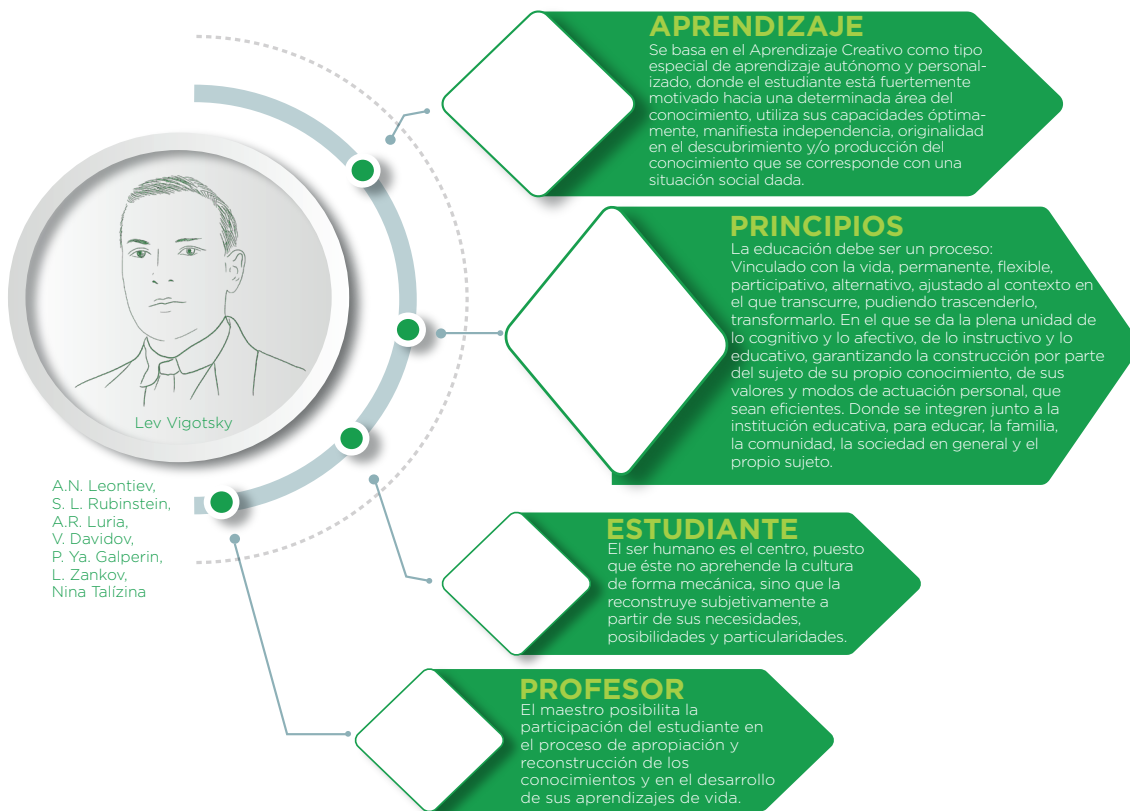 APRENDIZAJE
Se basa en el Aprendizaje Creativo como tipo
especial de aprendizaje autónomo y personal-
izado, donde el estudiante está fuertemente
motivado hacia una determinada área del
conocimiento, utiliza sus capacidades óptima-
mente, manifiesta independencia, originalidad
en el descubrimiento y/o producción del
conocimiento que se corresponde con una
situación social dada.
PRINCIPIOS
La educación debe ser un proceso:
Vinculado con la vida, permanente, flexible,
participativo, alternativo, ajustado al contexto en
el que transcurre, pudiendo trascenderlo,
transformarlo. En el que se da la plena unidad de
lo cognitivo y lo afectivo, de lo instructivo y lo
educativo, garantizando la construcción por parte
del sujeto de su propio conocimiento, de sus
valores y modos de actuación personal, que
sean eficientes. Donde se integren junto a la
institución educativa, para educar, la familia,
la comunidad, la sociedad en general y el
propio sujeto.
Lev Vigotsky
A.N. Leontiev,
S. L. Rubinstein,
A.R. Luria,
V. Davidov,
P. Ya. Galperin,
L. Zankov,
Nina Talízina
ESTUDIANTE
El ser humano es el centro, puesto
que éste no aprehende la cultura
de forma mecánica, sino que la
reconstruye subjetivamente a
partir de sus necesidades,
posibilidades y particularidades.
PROFESOR
El maestro posibilita la
participación del estudiante en
el proceso de apropiación y
reconstrucción de los
conocimientos y en el desarrollo
de sus aprendizajes de vida.